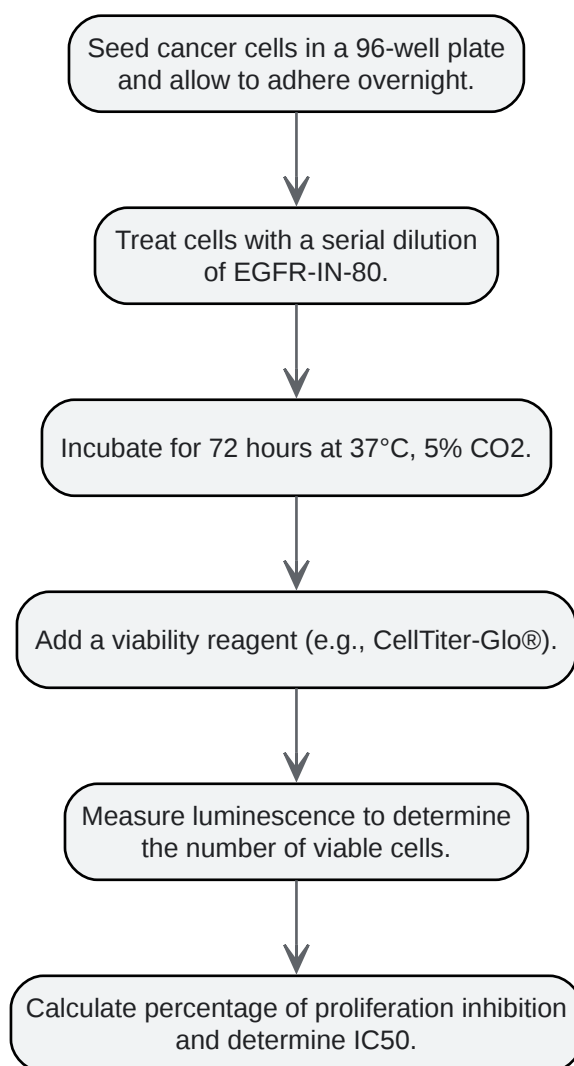 Seed cancer cells in a 96-well plate
and allow to adhere overnight.
Treat cells with a serial dilution
of EGFR-IN-80.
Incubate for 72 hours at 37°C, 5% CO2.
Add a viability reagent (e.g., CellTiter-Glo®).
Measure luminescence to determine
the number of viable cells.
Calculate percentage of proliferation inhibition
and determine IC50.